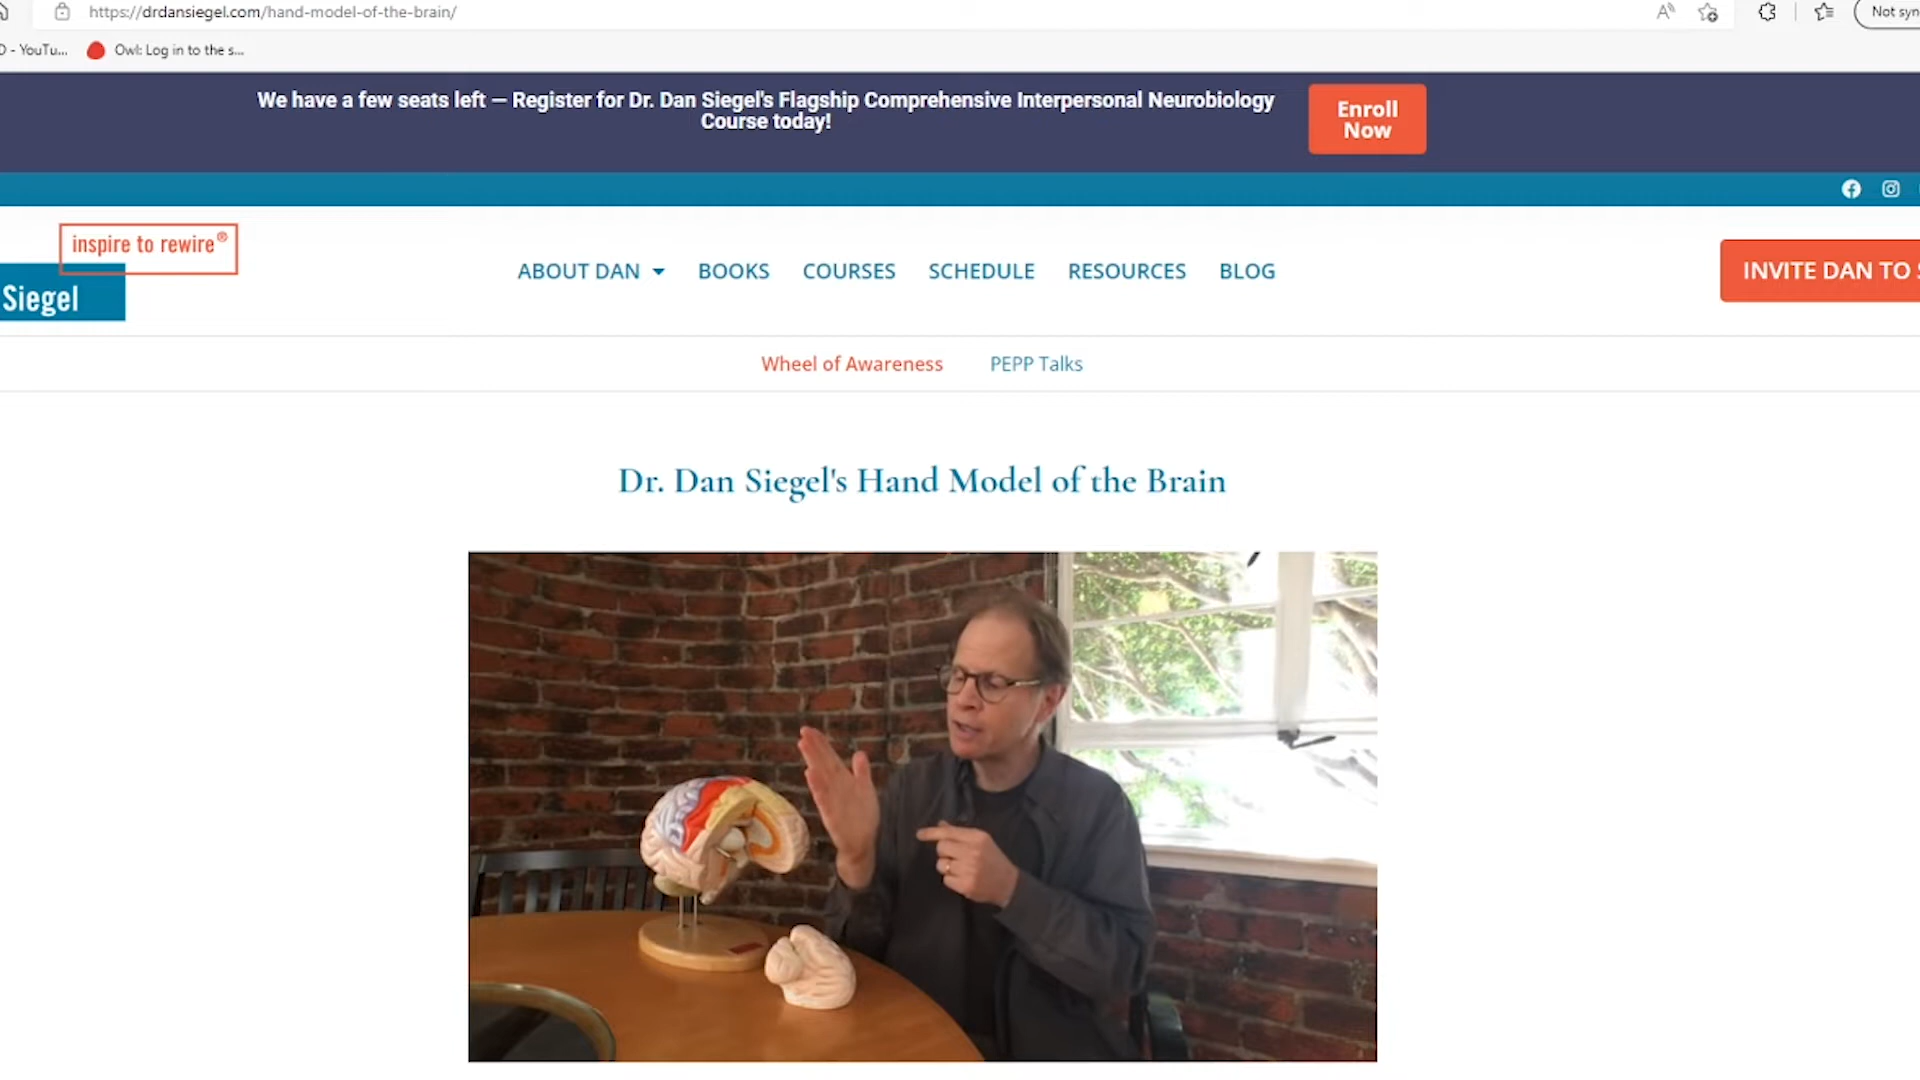 https://drdansiegel.com/hand-model-of-the-brain/
Not syn
D - YouTu...
Owl: Log in to the s...
We have a few seats left — Register for Dr. Dan Siegel's Flagship Comprehensive Interpersonal Neurobiology
Course today!
Enroll
Now
inspire to rewire®
Siegel
ABOUT DAN
BOOKS
COURSES
SCHEDULE
RESOURCES
BLOG
INVITE DAN TO
Wheel of Awareness
PEPP Talks
Dr. Dan Siegel's Hand Model of the Brain